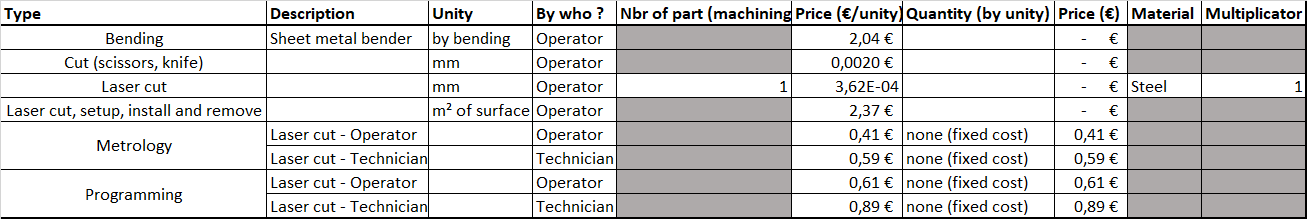 Type Description Unity By who ? Nbr of part (machining Price (€/unity) Quantity (by unity) Price (€) Material Multiplicator
Bending Sheet metal bender by bending Operator 2,04 € - €
Cut (scissors, knife) mm Operator 0,0020 € - €
Laser cut mm Operator 1 3,62E-04 - € Steel 1
Laser cut, setup, install and remove m² of surface Operator 2,37 € - €
Metrology Laser cut - Operator Operator 0,41 € none (fixed cost) 0,41 €
Laser cut - Technician Technician 0,59 € none (fixed cost) 0,59 €
Programming Laser cut - Operator Operator 0,61 € none (fixed cost) 0,61 €
Laser cut - Technician Technician 0,89 € none (fixed cost) 0,89 €